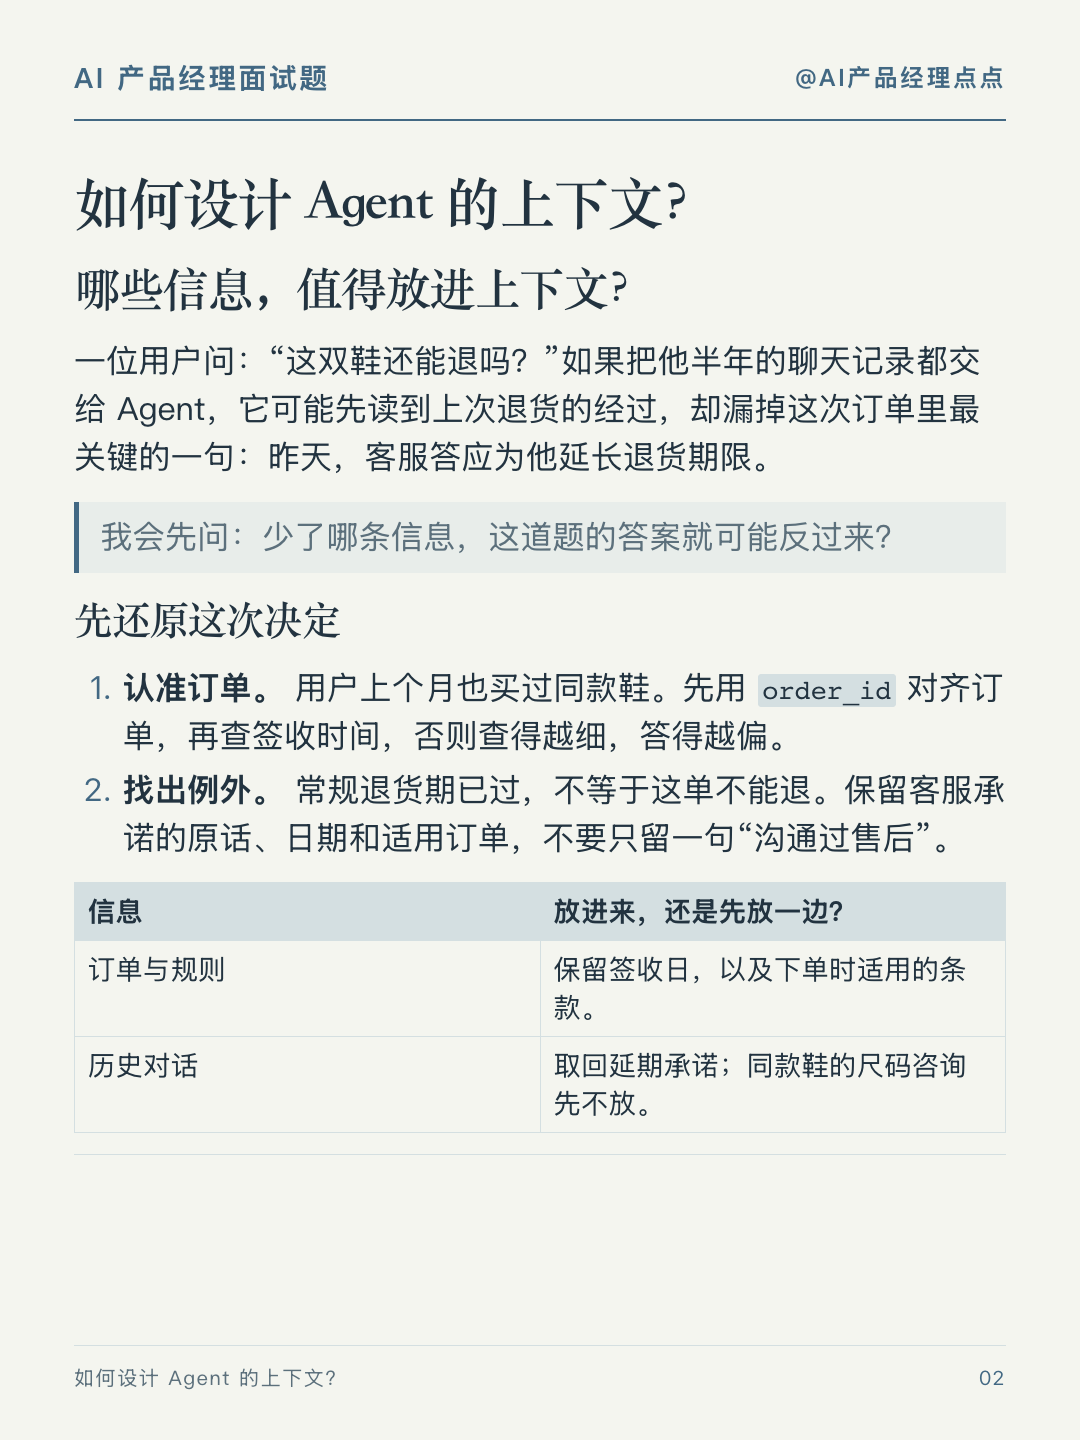 AI 产品经理面试题
@AI产品经理点点
如何设计 Agent 的上下文?
哪些信息，值得放进上下文?
一位用户问：“这双鞋还能退吗？”如果把他半年的聊天记录都交
给 Agent，它可能先读到上次退货的经过，却漏掉这次订单里最
关键的一句：昨天，客服答应为他延长退货期限。
我会先问：少了哪条信息，这道题的答案就可能反过来?
先还原这次决定
1. 认准订单。 用户上个月也买过同款鞋。先用 order_id 对齐订
单，再查签收时间，否则查得越细，答得越偏。
2. 找出例外。 常规退货期已过，不等于这单不能退。保留客服承
诺的原话、日期和适用订单，不要只留一句“沟通过售后”。
信息
放进来，还是先放一边?
订单与规则
保留签收日，以及下单时适用的条
款。
历史对话
取回延期承诺；同款鞋的尺码咨询
先不放。
如何设计 Agent 的上下文?
02